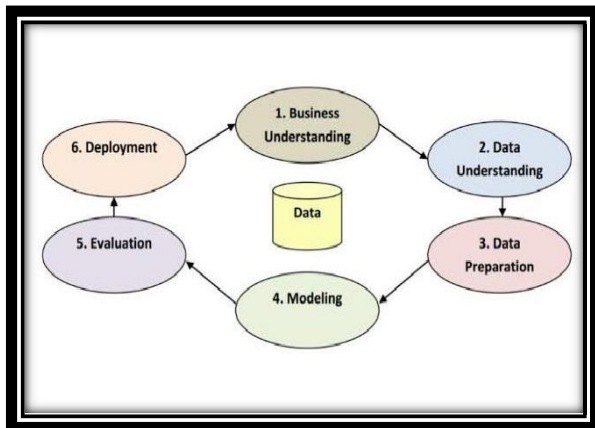 1. Business
Understanding
2. Data
Understanding
3. Data
Preparation
4. Modeling
5. Evaluation
6. Deployment
Data